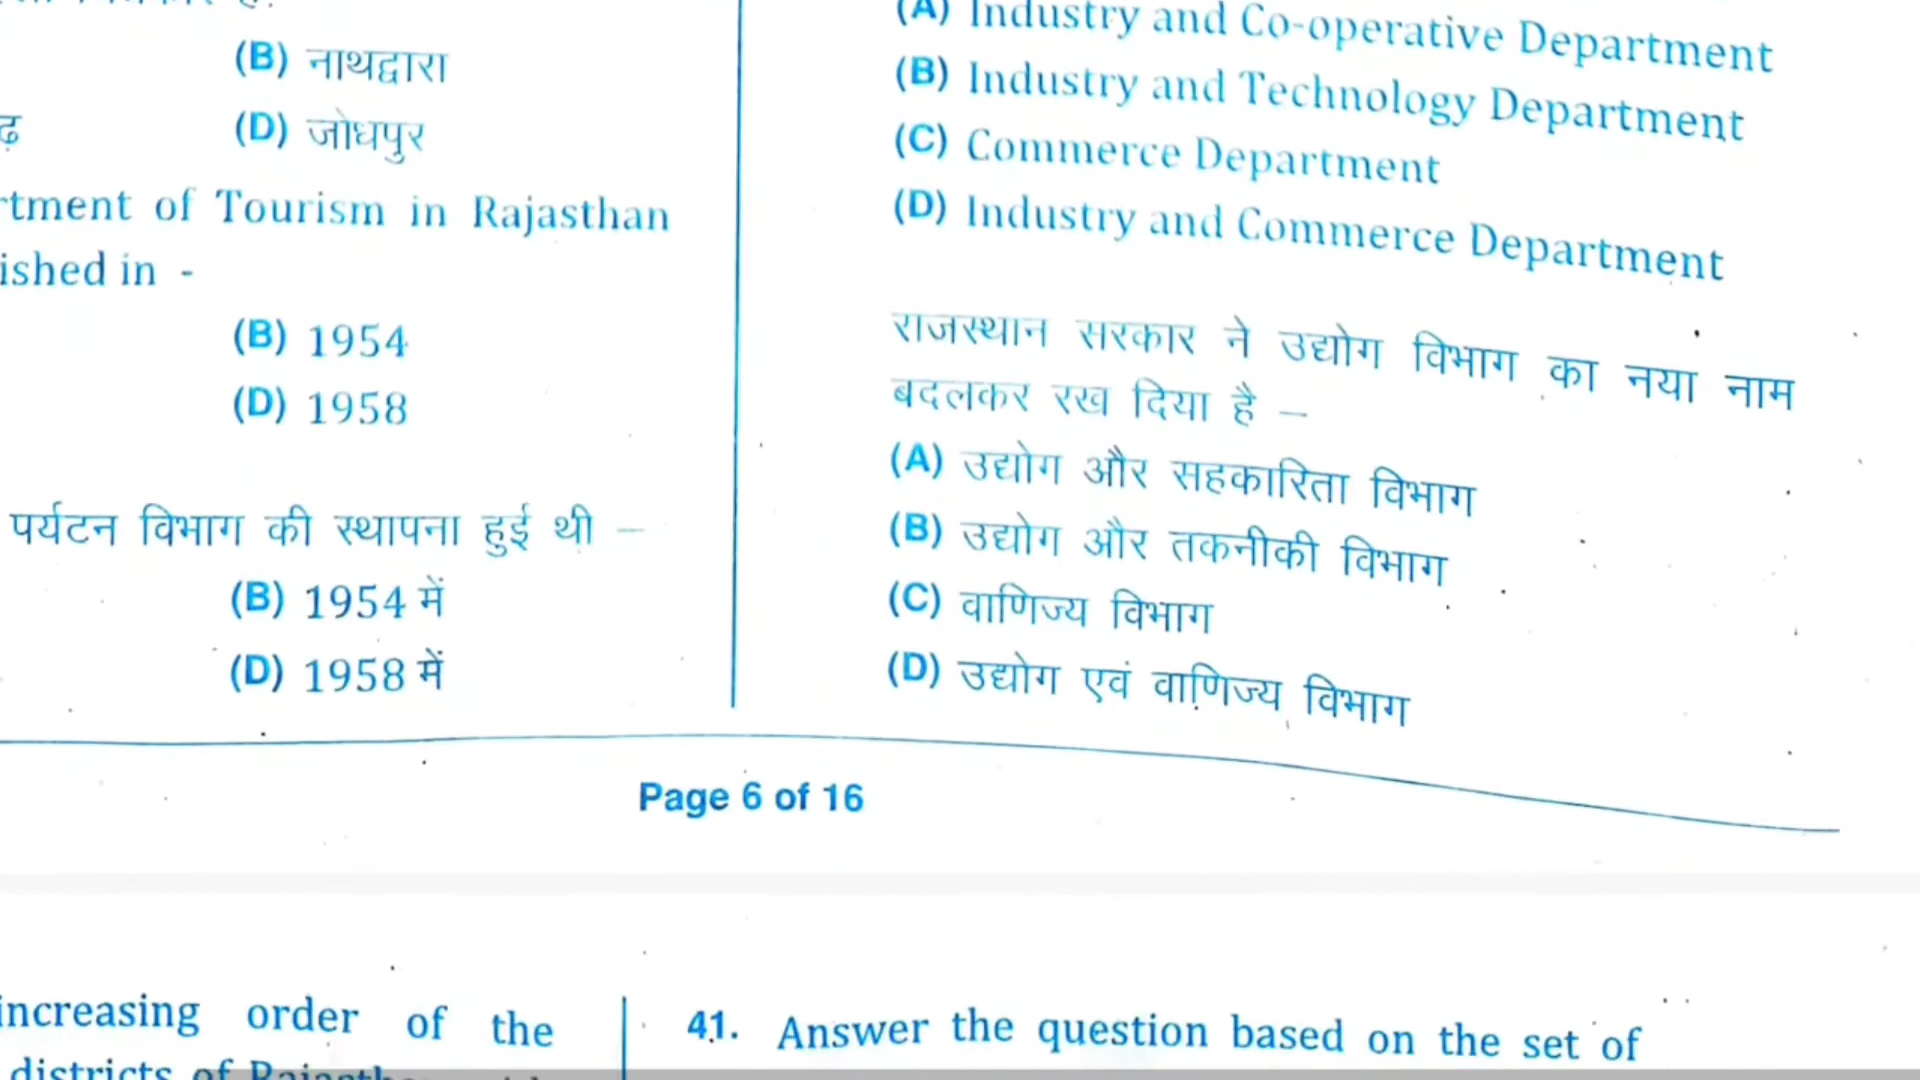 (B) नाथद्वारा
ढ़ (D) जोधपुर
tment of Tourism in Rajasthan
ished in -
(B) 1954
(D) 1958
पर्यटन विभाग की स्थापना हुई थी –
(B) 1954 में
(D) 1958 में
(A) Industry and Co-operative Department
(B) Industry and Technology Department
(C) Commerce Department
(D) Industry and Commerce Department
राजस्थान सरकार ने उद्योग विभाग का नया नाम
बदलकर रख दिया है –
(A) उद्योग और सहकारिता विभाग
(B) उद्योग और तकनीकी विभाग
(C) वाणिज्य विभाग
(D) उद्योग एवं वाणिज्य विभाग
Page 6 of 16
increasing order of the
districts of
41. Answer the question based on the set of